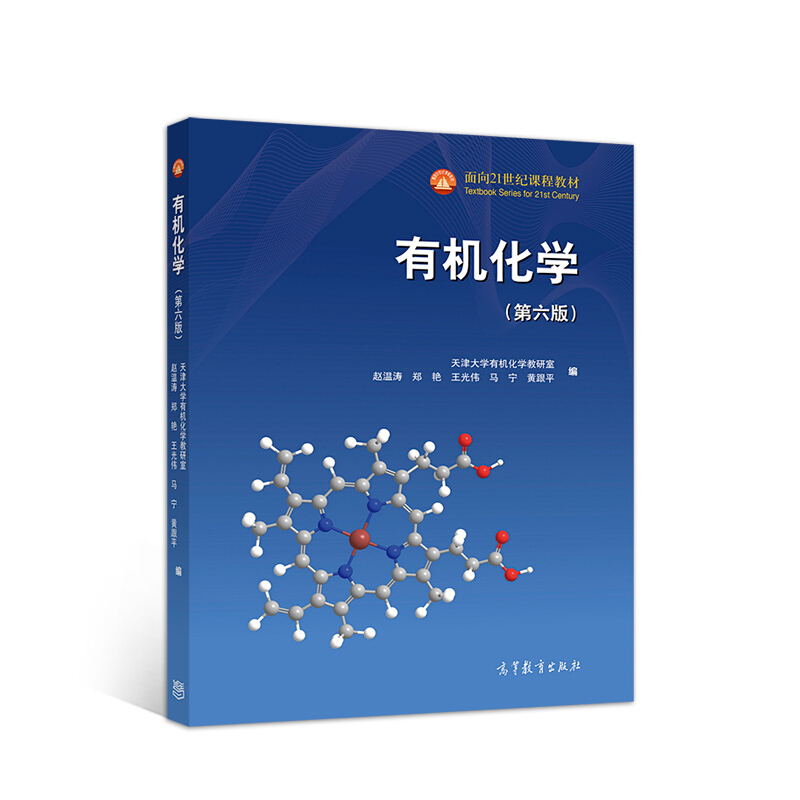 面向21世纪课程教材
Textbook Series for 21st Century
有机化学
(第六版)
天津大学有机化学教研室
赵温涛 郑 艳 王光伟 马 宁 黄跟平 编
高等教育出版社
有机化学
(第六版)
天津大学有机化学教研室
赵温涛 郑 艳 王光伟 马 宁 黄跟平
编